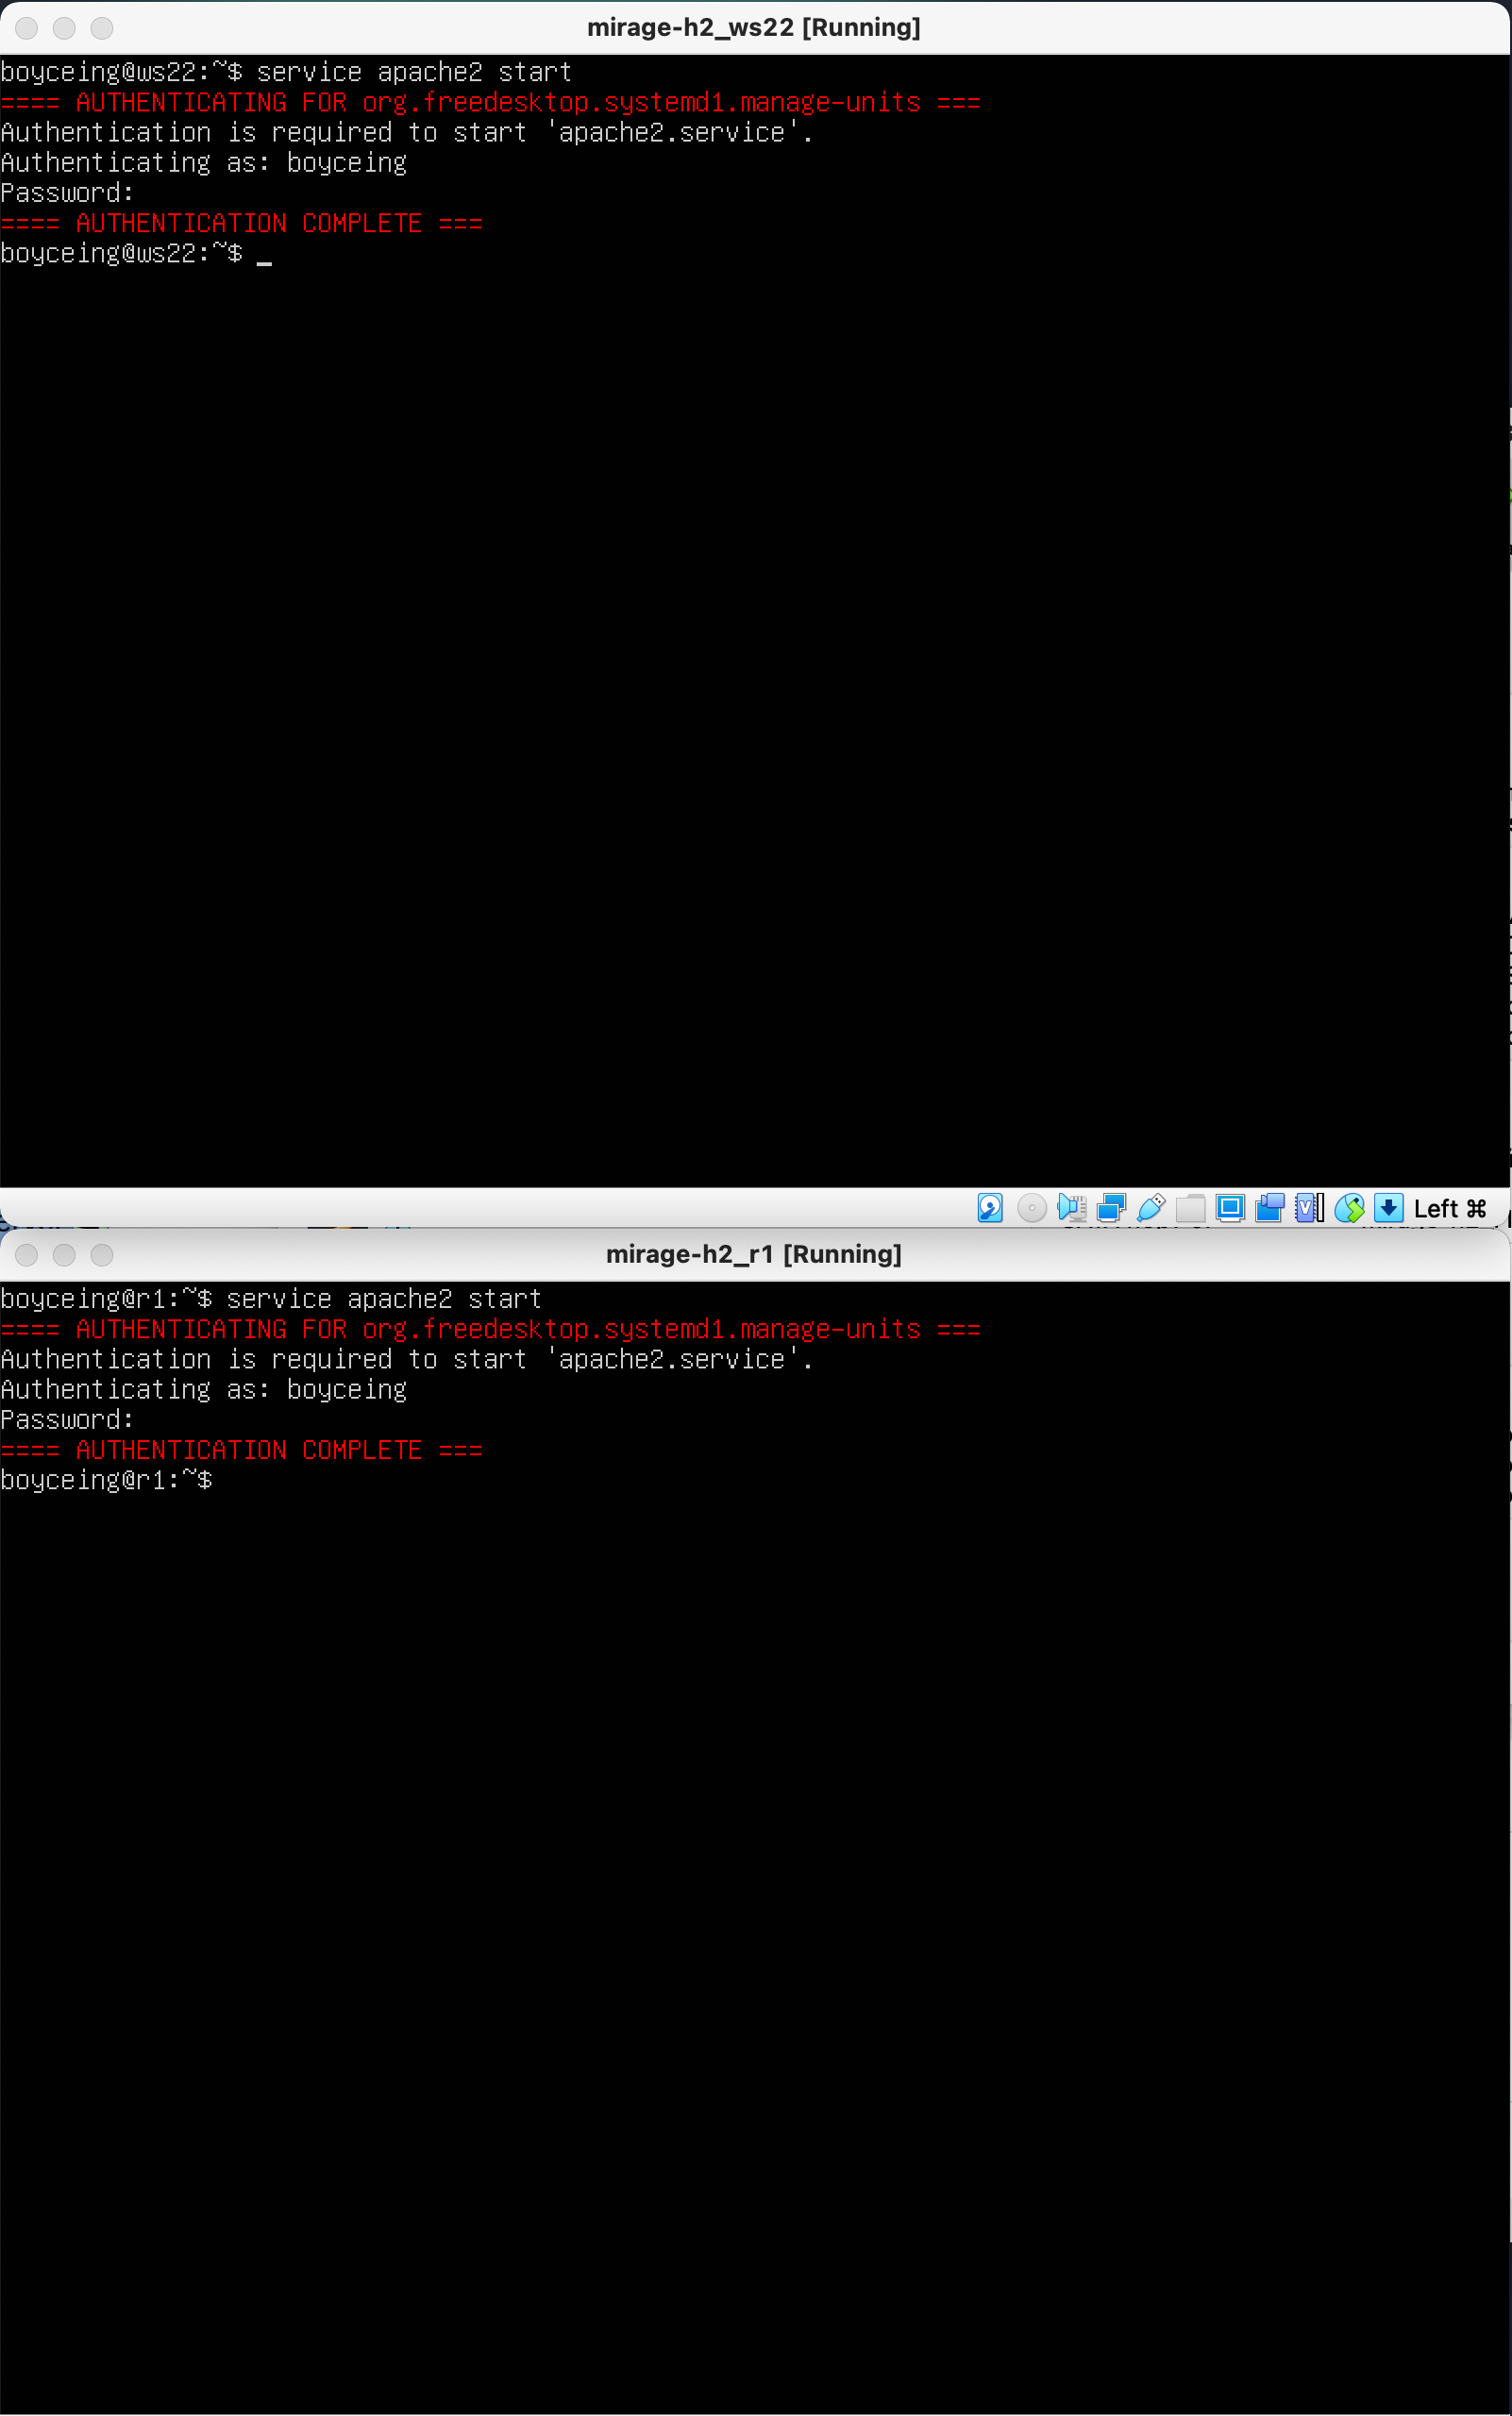 mirage-h2_ws22 [Running]
boyceing@ws22:~$ service apache2 start
==== AUTHENTICATING FOR org.freedesktop.systemd1.manage-units ===
Authentication is required to start 'apache2.service'.
Authenticating as: boyceing
Password:
==== AUTHENTICATION COMPLETE ===
boyceing@ws22:~$ _
Left ⌘
mirage-h2_r1 [Running]
boyceing@r1:~$ service apache2 start
==== AUTHENTICATING FOR org.freedesktop.systemd1.manage-units ===
Authentication is required to start 'apache2.service'.
Authenticating as: boyceing
Password:
==== AUTHENTICATION COMPLETE ===
boyceing@r1:~$